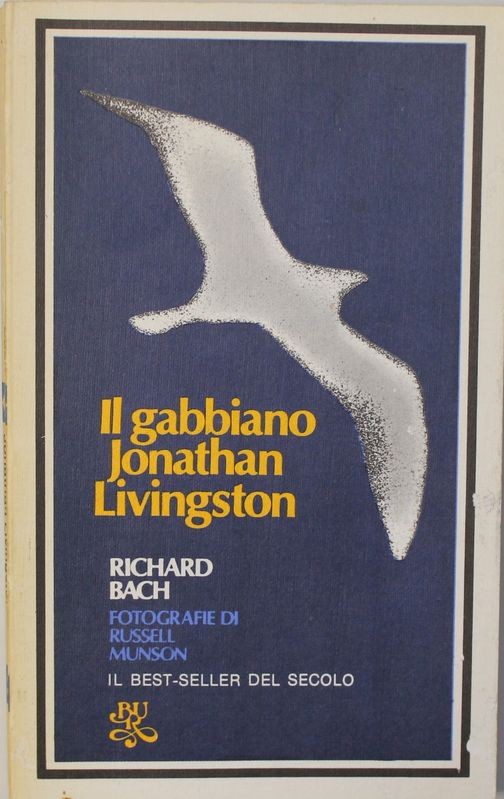 Il gabbiano
Jonathan
Livingston
RICHARD
BACH
FOTOGRAFIE DI
RUSSELL
MUNSON
IL BEST-SELLER DEL SECOLO
BUR